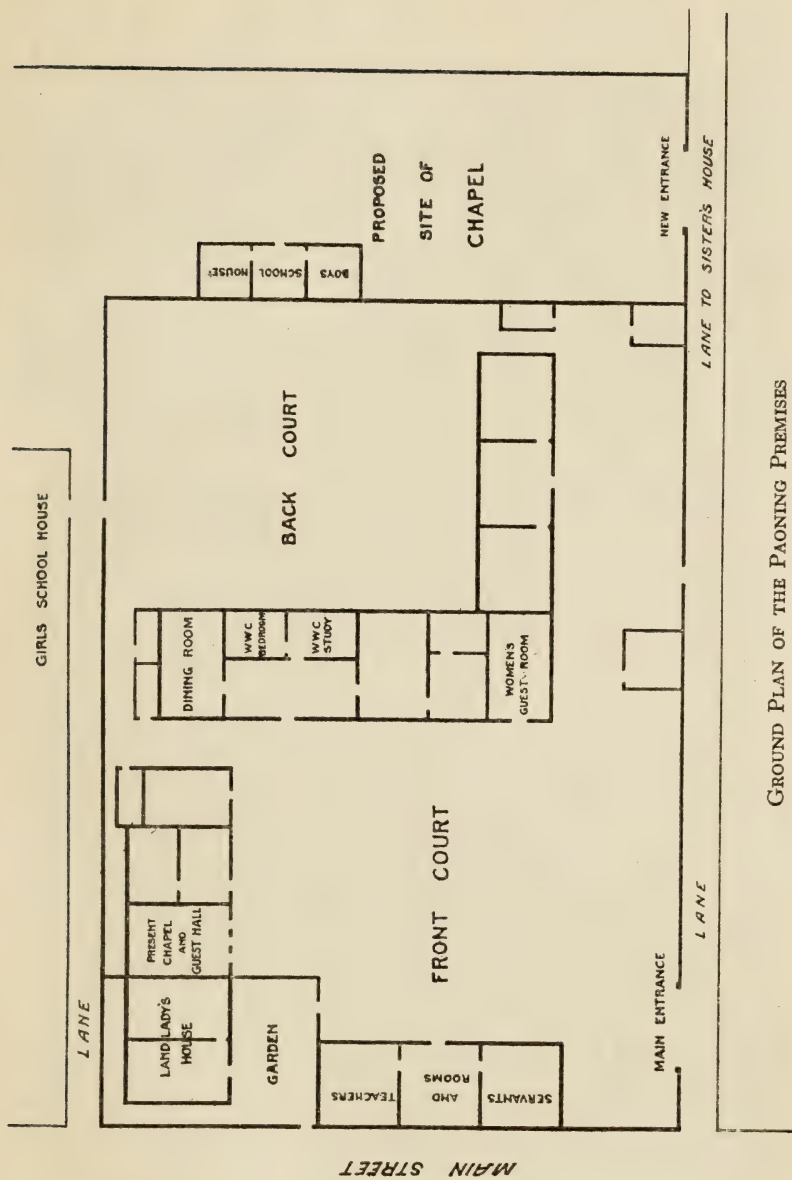 GIRLS SCHOOL HOUSE
LANE
PROPOSED
SITE OF
CHAPEL
BOYS
SCHOOL
HOUSE
BACK COURT
NEW ENTRANCE
LANE TO SISTER'S HOUSE
DINING ROOM
WWC
BEDROOM
WWC
STUDY
WOMEN'S
GUEST-ROOM
PRESENT
CHAPEL
AND
GUEST HALL
LANDLADY'S
HOUSE
GARDEN
FRONT COURT
TEACHERS
AND
ROOMS
SERVANTS
MAIN ENTRANCE
LANE
MAIN STREET
GROUND PLAN OF THE PAONING PREMISES